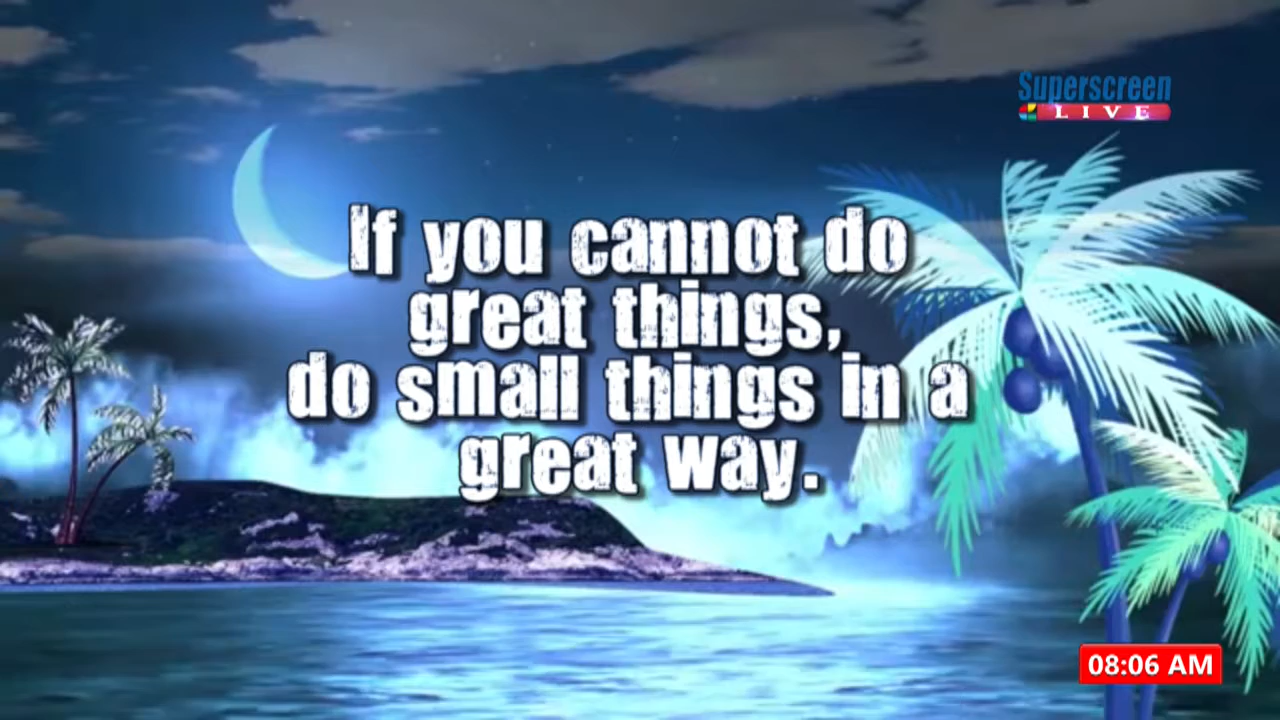 Superscreen
LIVE
If you cannot do
great things,
do small things in a
great way.
08:06 AM